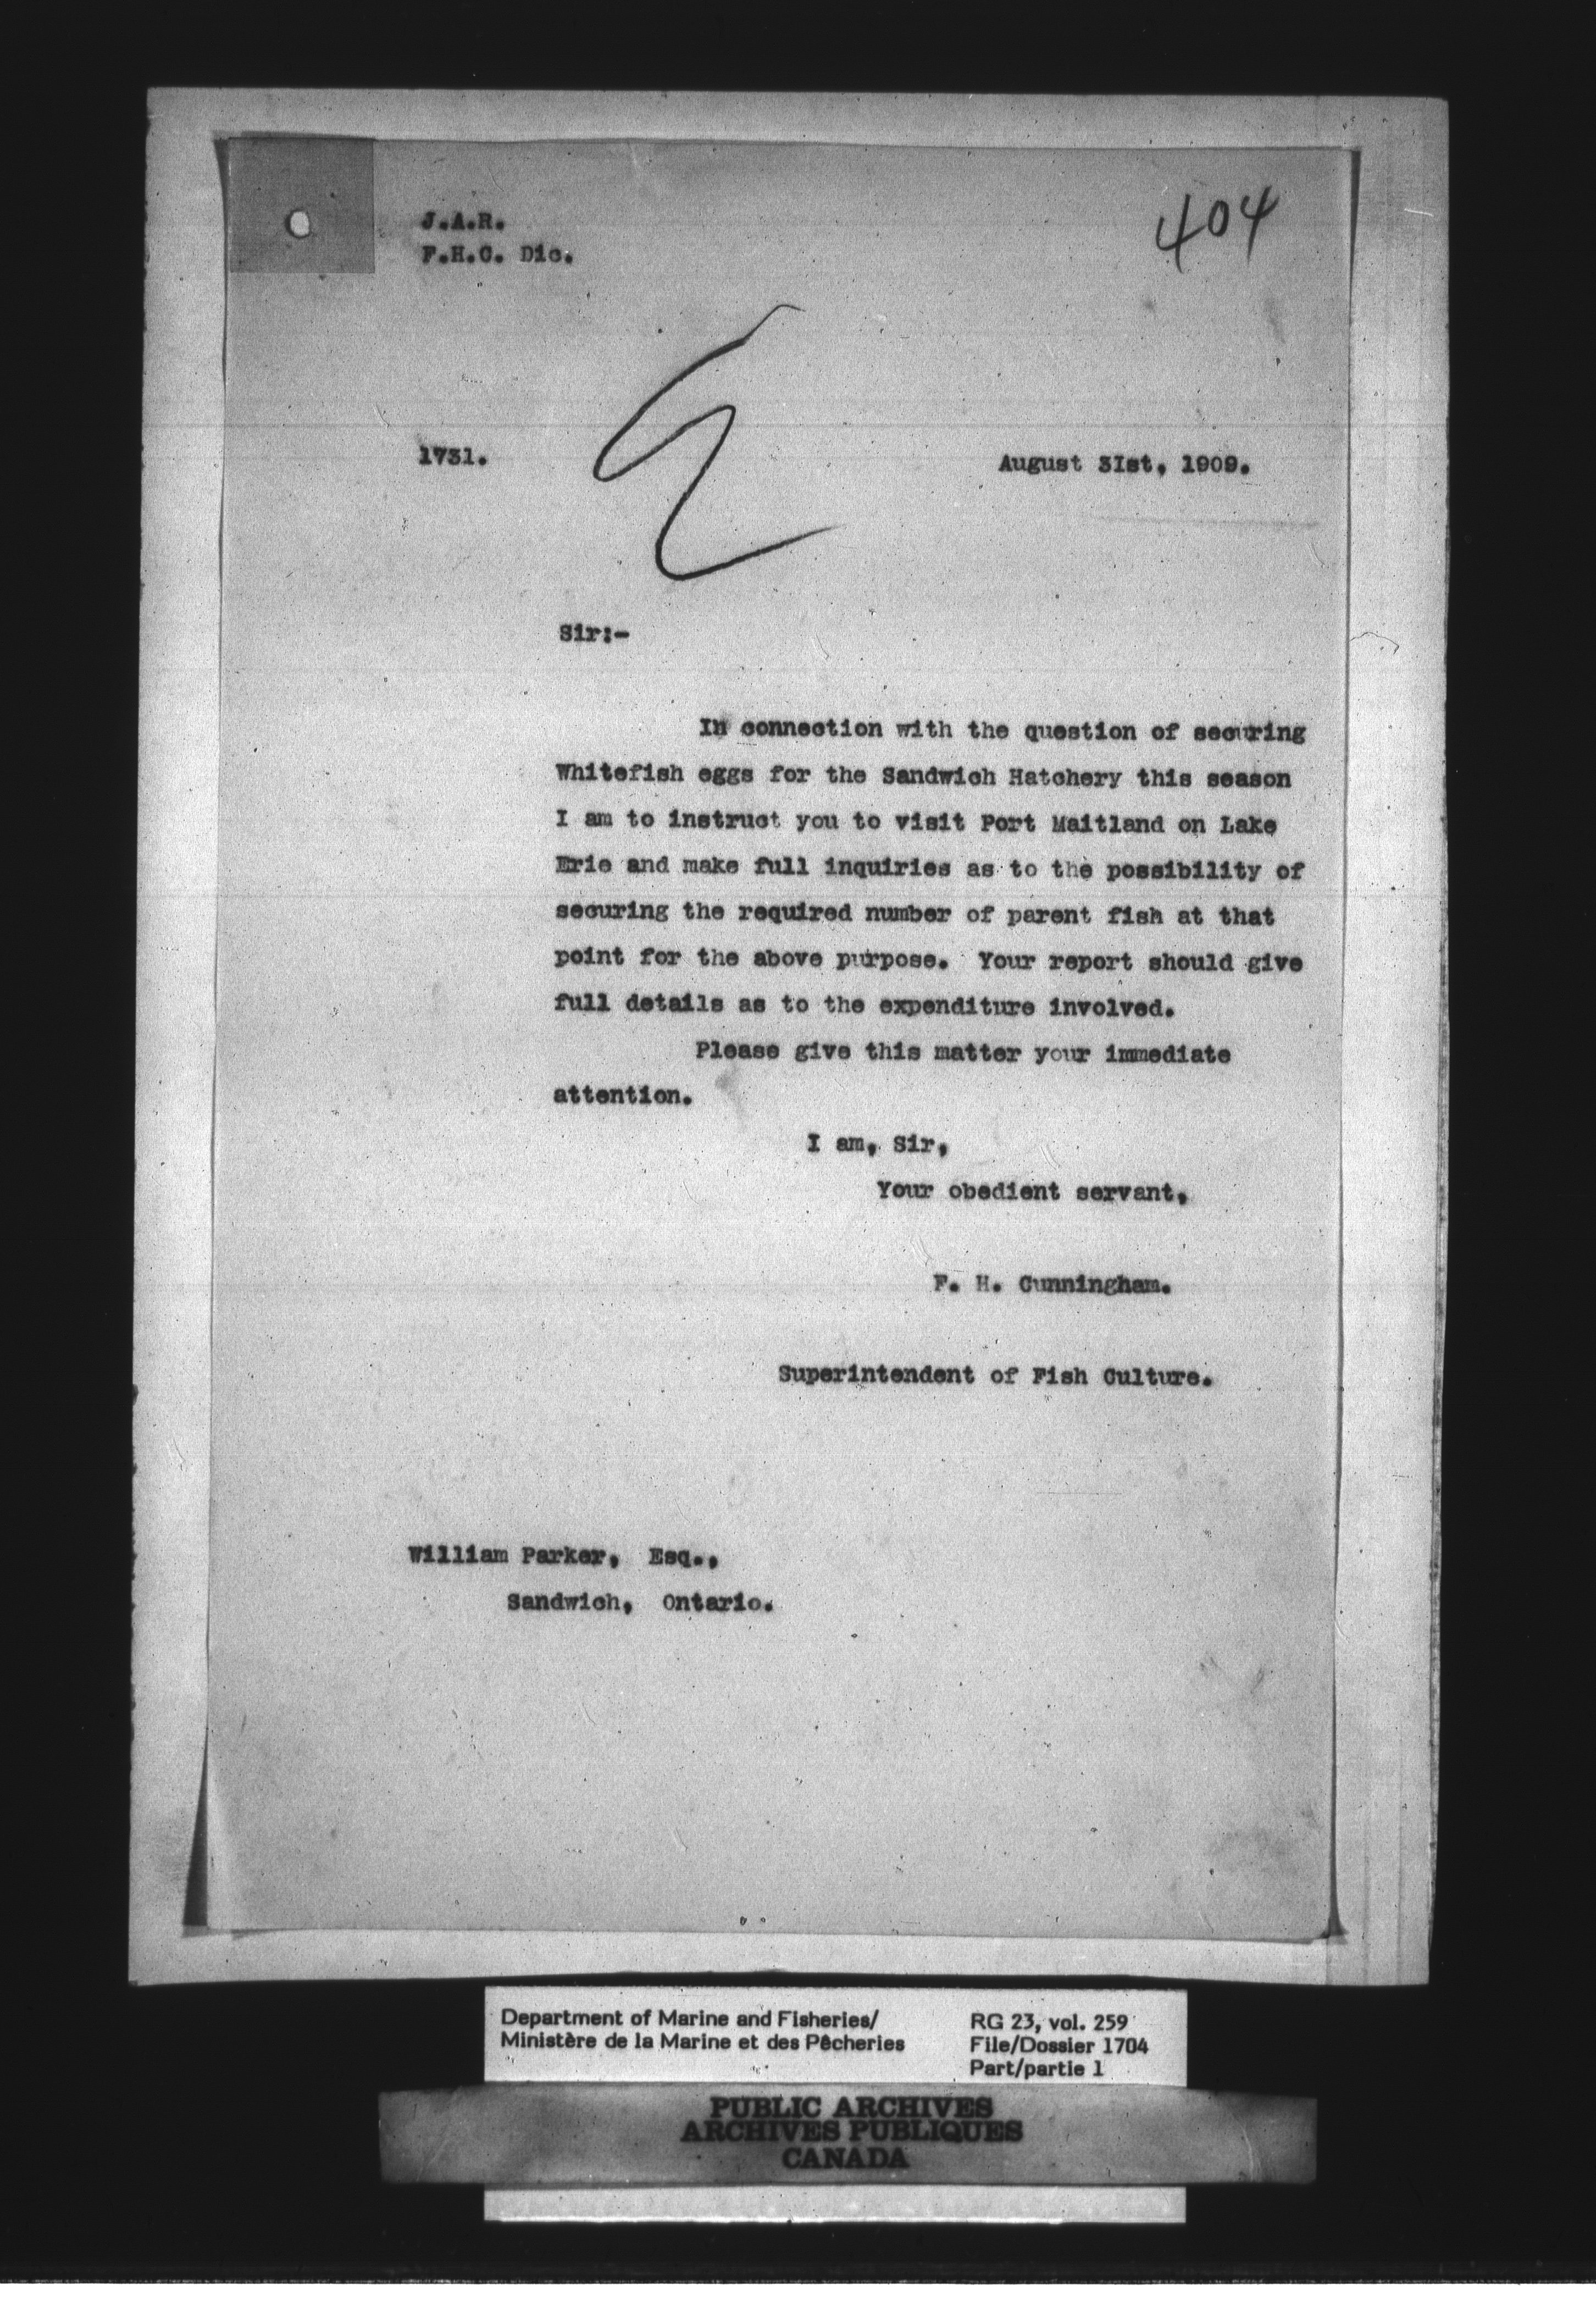 J.A.R.
F.H.C. Dic.
404
1731.
August 3Ist, 1909.
Sir:-
In connection with the question of securing
Whitefish eggs for the Sandwich Hatchery this season
I am to instruct you to visit Port Maitland on Lake
Erie and make full inquiries as to the possibility of
securing the required number of parent fish at that
point for the above purpose. Your report should give
full details as to the expenditure involved.
Please give this matter your immediate
attention.
I am, Sir,
Your obedient servant,
F. H. Cunningham.
Superintendent of Fish Culture.
William Parker, Esq.,
Sandwich, Ontario.
Department of Marine and Fisheries/
Ministère de la Marine et des Pêcheries
RG 23, vol. 259
File/Dossier 1704
Part/partie 1
PUBLIC ARCHIVES
ARCHIVES PUBLIQUES
CANADA